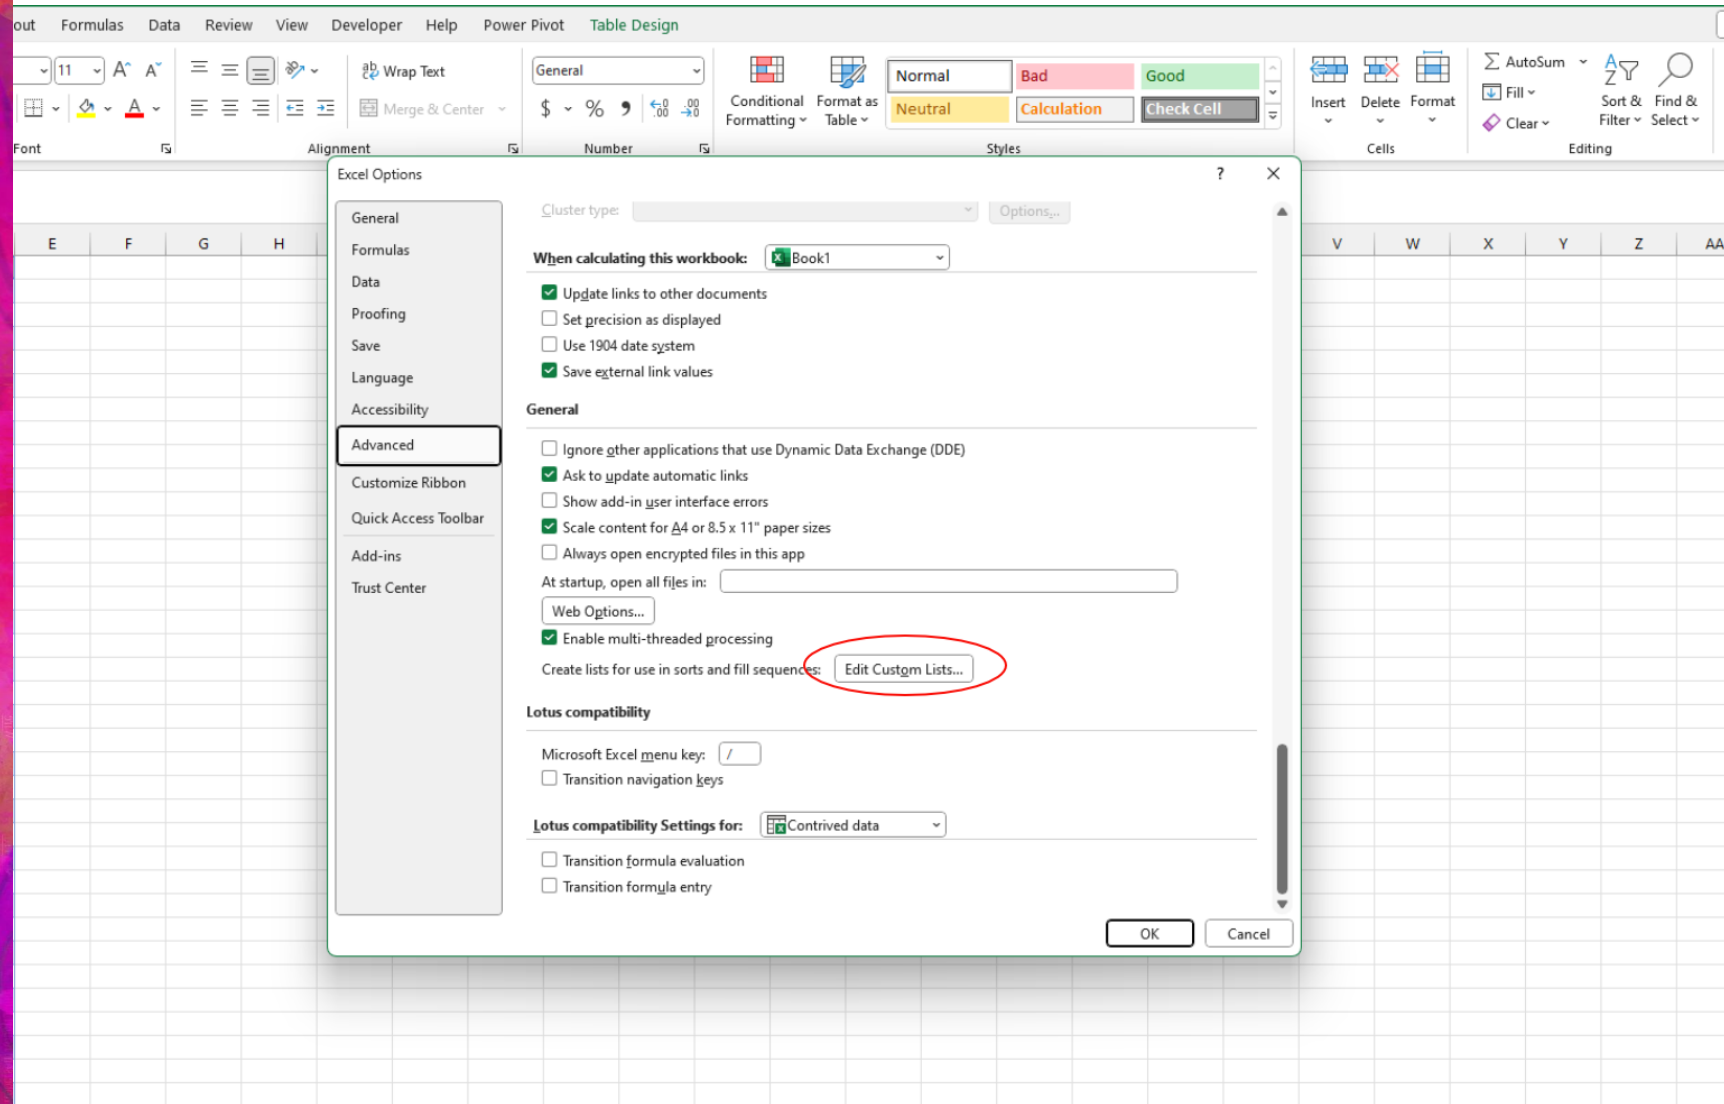 out Formulas Data Review View Developer Help Power Pivot Table Design
11 A A ab Wrap Text General Conditional Formatting Format as Table Normal Bad Good Insert Delete Format AutoSum Sort & Filter Find & Select
A Merge & Center $ % .00 Neutral Calculation Check Cell Fill
Clear
Font Alignment Number Styles Cells Editing
Excel Options ? X
E F G H V W X Y Z AA
General
Formulas
Data
Proofing
Save
Language
Accessibility
Advanced
Customize Ribbon
Quick Access Toolbar
Add-ins
Trust Center
Cluster type: Options...
When calculating this workbook: Book1
Update links to other documents
Set precision as displayed
Use 1904 date system
Save external link values
General
Ignore other applications that use Dynamic Data Exchange (DDE)
Ask to update automatic links
Show add-in user interface errors
Scale content for A4 or 8.5 x 11" paper sizes
Always open encrypted files in this app
At startup, open all files in:
Web Options...
Enable multi-threaded processing
Create lists for use in sorts and fill sequences: Edit Custom Lists...
Lotus compatibility
Microsoft Excel menu key: /
Transition navigation keys
Lotus compatibility Settings for: Contrived data
Transition formula evaluation
Transition formula entry
OK Cancel